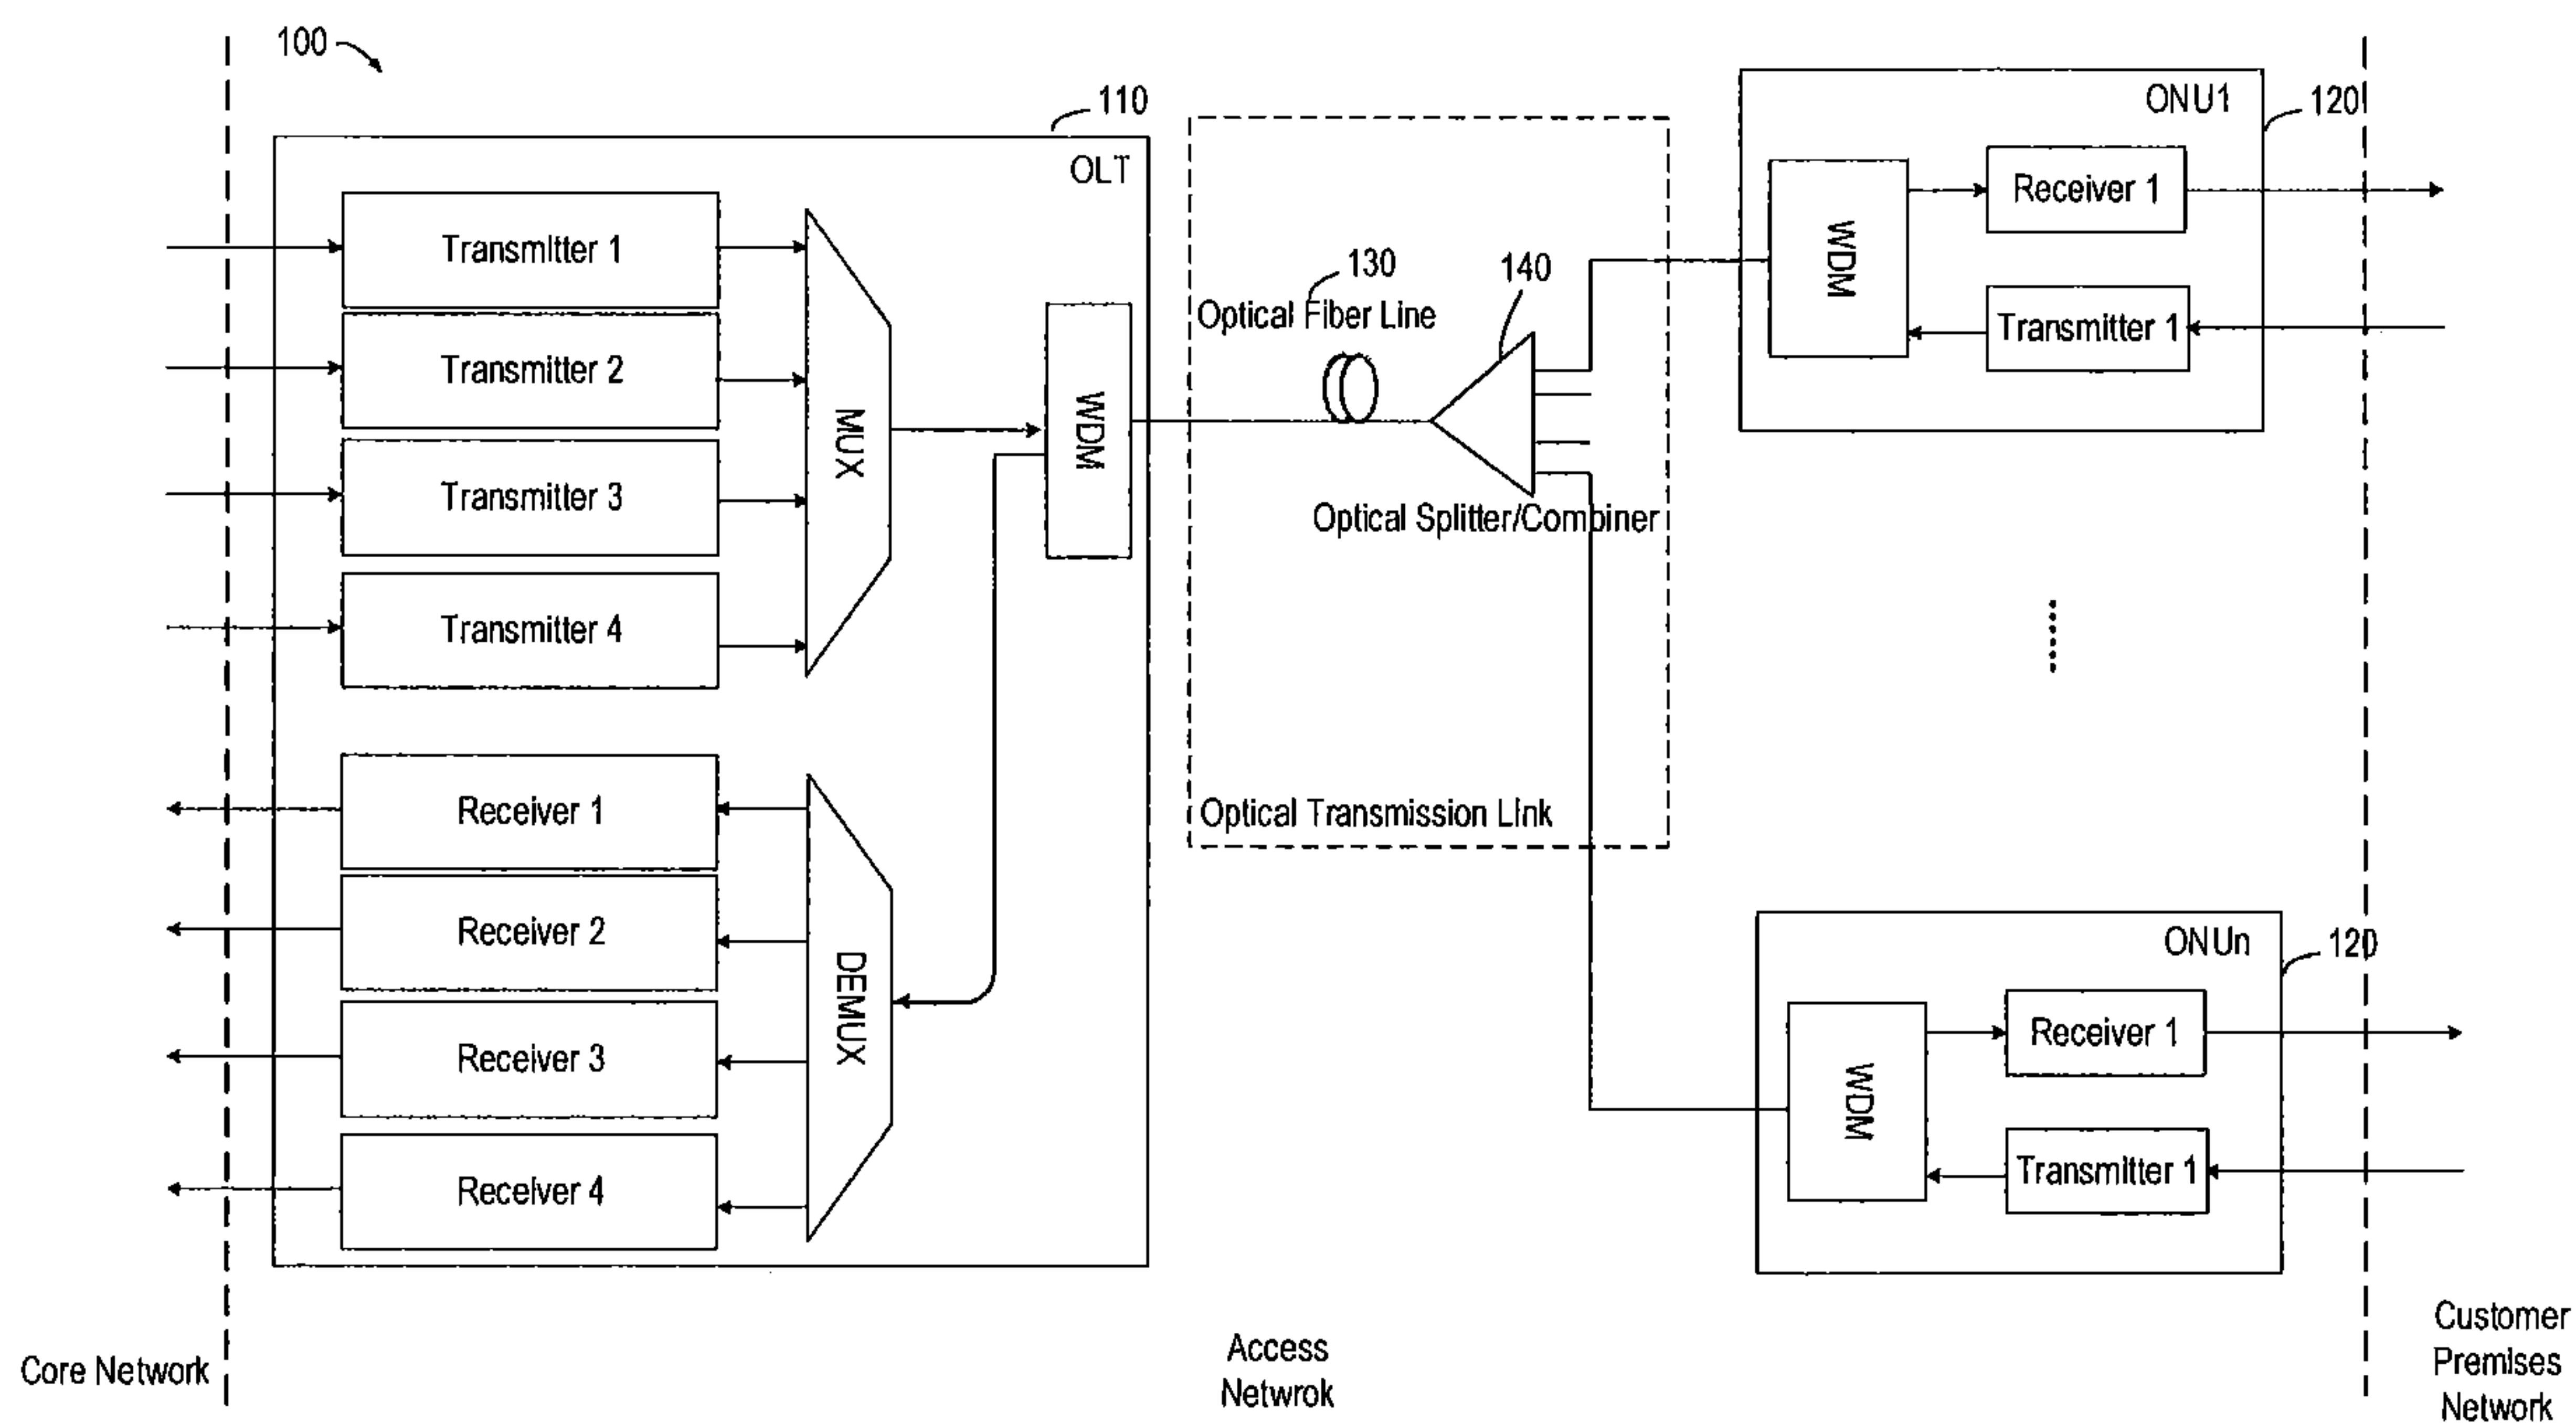 100
110
OLT
Transmitter 1
Transmitter 2
Transmitter 3
Transmitter 4
MUX
WDM
Receiver 1
Receiver 2
Receiver 3
Receiver 4
DEMUX
130
Optical Fiber Line
140
Optical Splitter/Combiner
Optical Transmission Link
ONU1
120
WDM
Receiver 1
Transmitter 1
ONUn
120
WDM
Receiver 1
Transmitter 1
Core Network
Access
Netwrok
Customer
Premises
Network